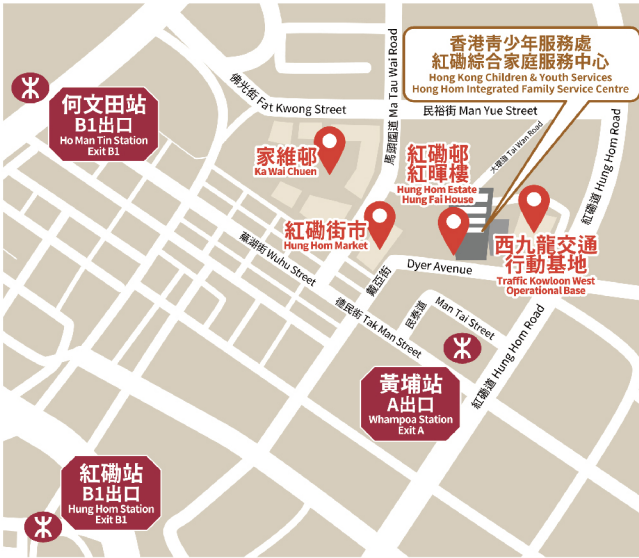 香港青少年服務處
紅磡綜合家庭服務中心
Hong Kong Children & Youth Services
Hong Hom Integrated Family Service Centre
何文田站
B1出口
Ho Man Tin Station
Exit B1
佛光街 Fat Kwong Street
馬頭圍道 Ma Tau Wai Road
民裕街 Man Yue Street
大環道 Tai Wan Road
紅磡道 Hung Hom Road
家維邨
Ka Wai Chuen
紅磡邨
紅暉樓
Hung Hom Estate
Hung Fai House
紅磡街市
Hung Hom Market
西九龍交通
行動基地
Traffic Kowloon West
Operational Base
蕪湖街 Wuhu Street
戴亞街
Dyer Avenue
德民街 Tak Man Street
民泰道
Man Tai Street
紅磡道 Hung Hom Road
黃埔站
A出口
Whampoa Station
Exit A
紅磡站
B1出口
Hung Hom Station
Exit B1